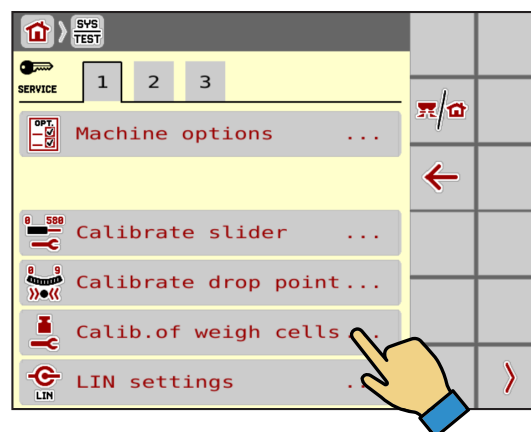 SYS
TEST
SERVICE
1 2 3
OPT.
Machine options ...
0 580
Calibrate slider ...
0 9
Calibrate drop point...
Calib.of weigh cells...
LIN
LIN settings ...